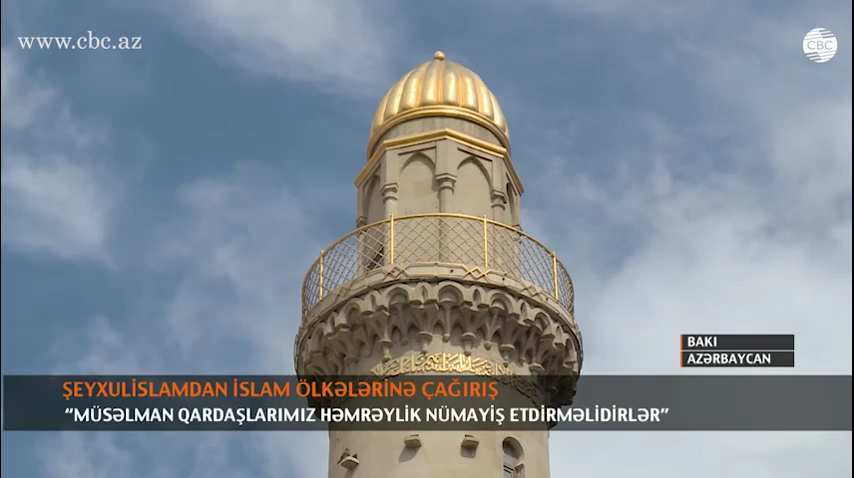 www.cbc.az
CBC
BAKI
AZƏRBAYCAN
ŞEYXULİSLAMDAN İSLAM ÖLKƏLƏRİNƏ ÇAĞIRIŞ
“MÜSƏLMAN QARDAŞLARIMIZ HƏMRƏYLİK NÜMAYİŞ ETDİRMƏLİDİRLƏR”